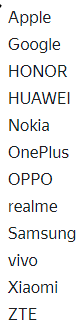 Apple
Google
HONOR
HUAWEI
Nokia
OnePlus
OPPO
realme
Samsung
vivo
Xiaomi
ZTE